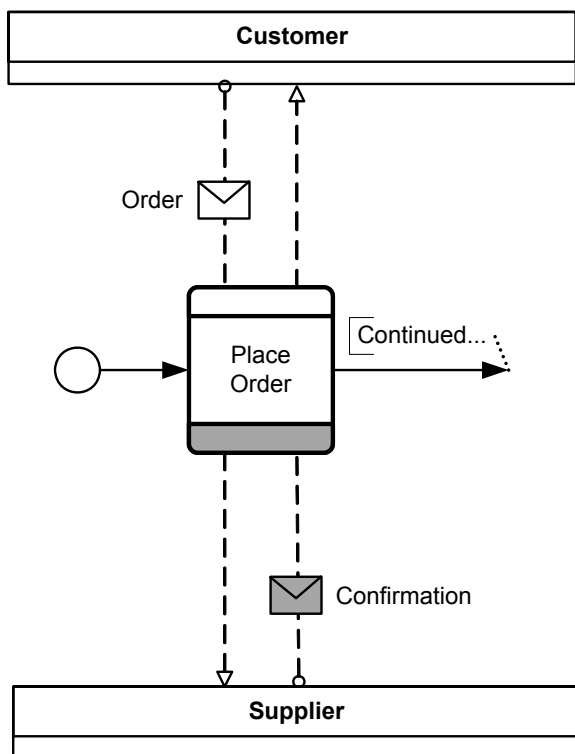 Customer
Order
Continued...
Place
Order
Confirmation
Supplier